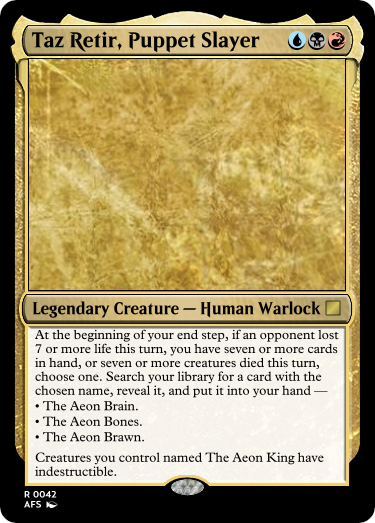 Taz Retir, Puppet Slayer
Legendary Creature — Human Warlock
At the beginning of your end step, if an opponent lost
7 or more life this turn, you have seven or more cards
in hand, or seven or more creatures died this turn,
choose one. Search your library for a card with the
chosen name, reveal it, and put it into your hand —
• The Aeon Brain.
• The Aeon Bones.
• The Aeon Brawn.
Creatures you control named The Aeon King have
indestructible.
R 0042
AFS